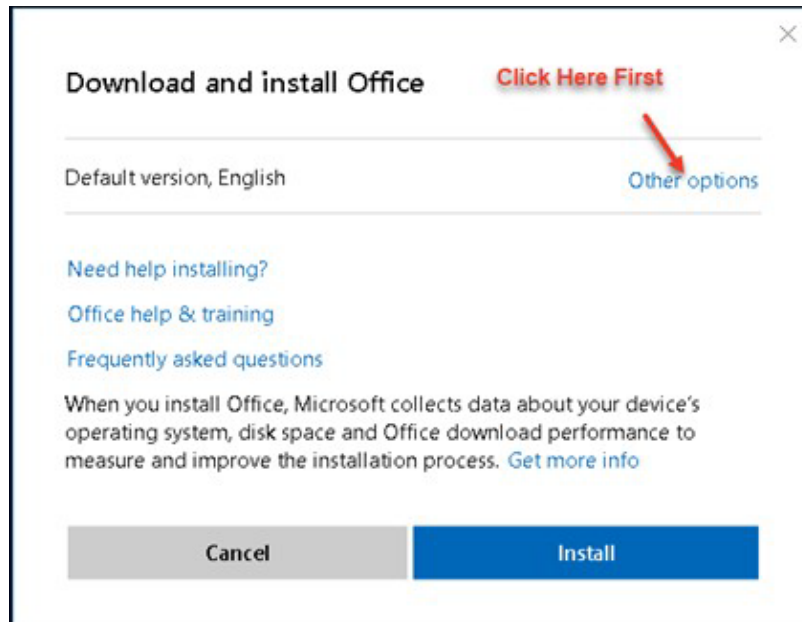 Download and install Office
Click Here First
Default version, English
Other options
Need help installing?
Office help & training
Frequently asked questions
When you install Office, Microsoft collects data about your device's
operating system, disk space and Office download performance to
measure and improve the installation process. Get more info
Cancel
Install